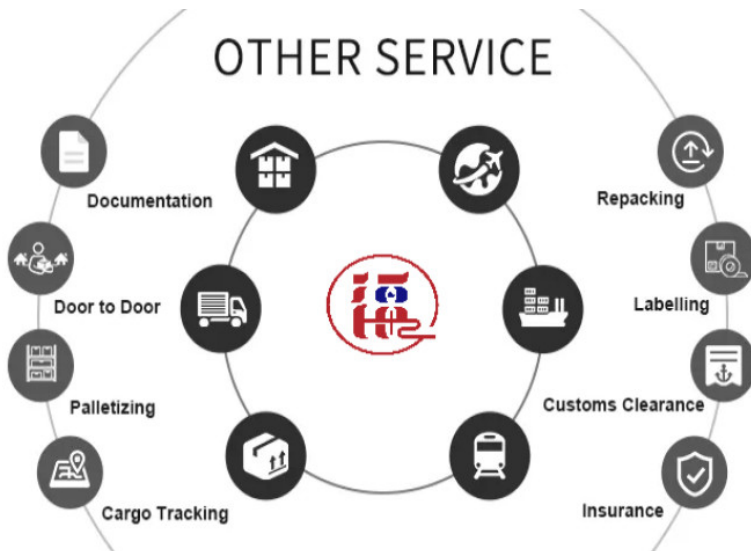 OTHER SERVICE
Documentation
Repacking
Door to Door
Labelling
Palletizing
Customs Clearance
Cargo Tracking
Insurance